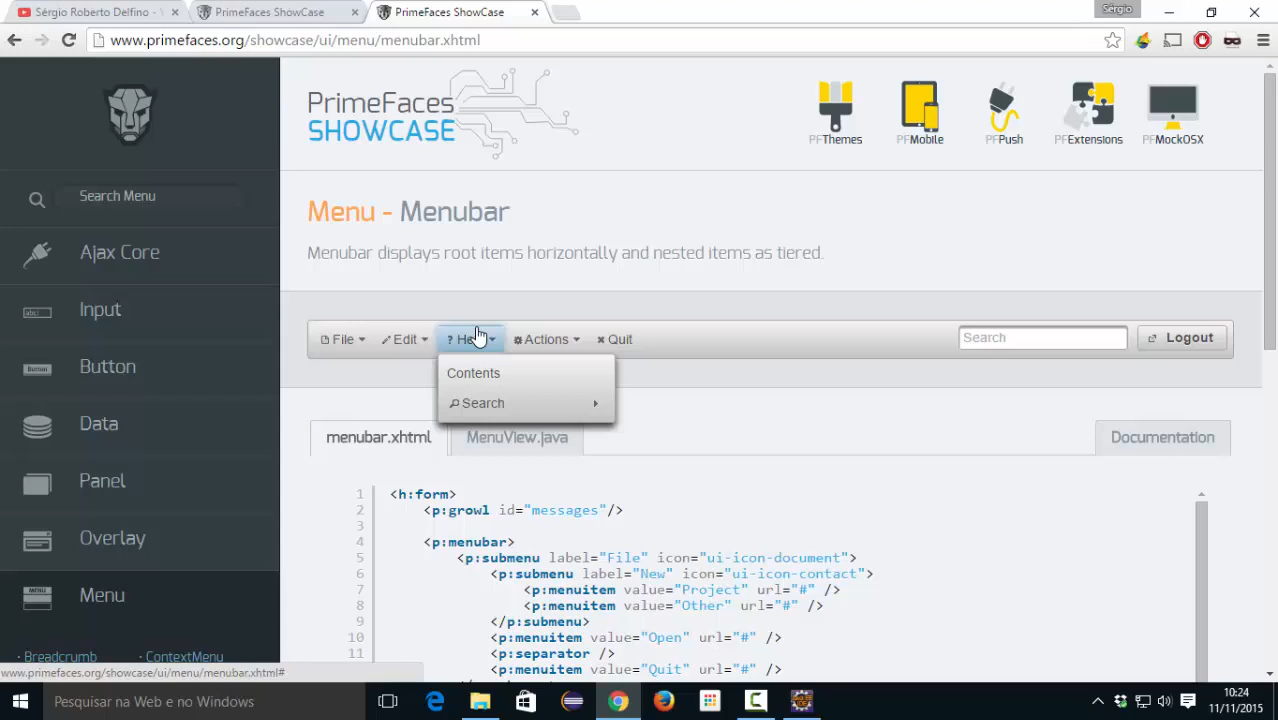 Sérgio Roberto Delfino - 
PrimeFaces ShowCase
PrimeFaces ShowCase
Sérgio
www.primefaces.org/showcase/ui/menu/menubar.xhtml
PrimeFaces
SHOWCASE
PFThemes
PFMobile
PFPush
PFExtensions
PFMockOSX
Search Menu
Ajax Core
Input
Button
Data
Panel
Overlay
Menu
· Breadcrumb
· ContextMenu
Menu - Menubar
Menubar displays root items horizontally and nested items as tiered.
File
Edit
? He
Actions
Quit
Search
Logout
Contents
Search
menubar.xhtml
MenuView.java
Documentation
1 <h:form>
2 <p:growl id="messages"/>
3
4 <p:menubar>
5 <p:submenu label="File" icon="ui-icon-document">
6 <p:submenu label="New" icon="ui-icon-contact">
7 <p:menuitem value="Project" url="#" />
8 <p:menuitem value="Other" url="#" />
9 </p:submenu>
10 <p:menuitem value="Open" url="#" />
11 <p:separator />
<p:menuitem value="Quit" url="#" />
www.primefaces.org/showcase/ui/menu/menubar.xhtml#
Pesquisar na Web e no Windows
10:24
11/11/2015